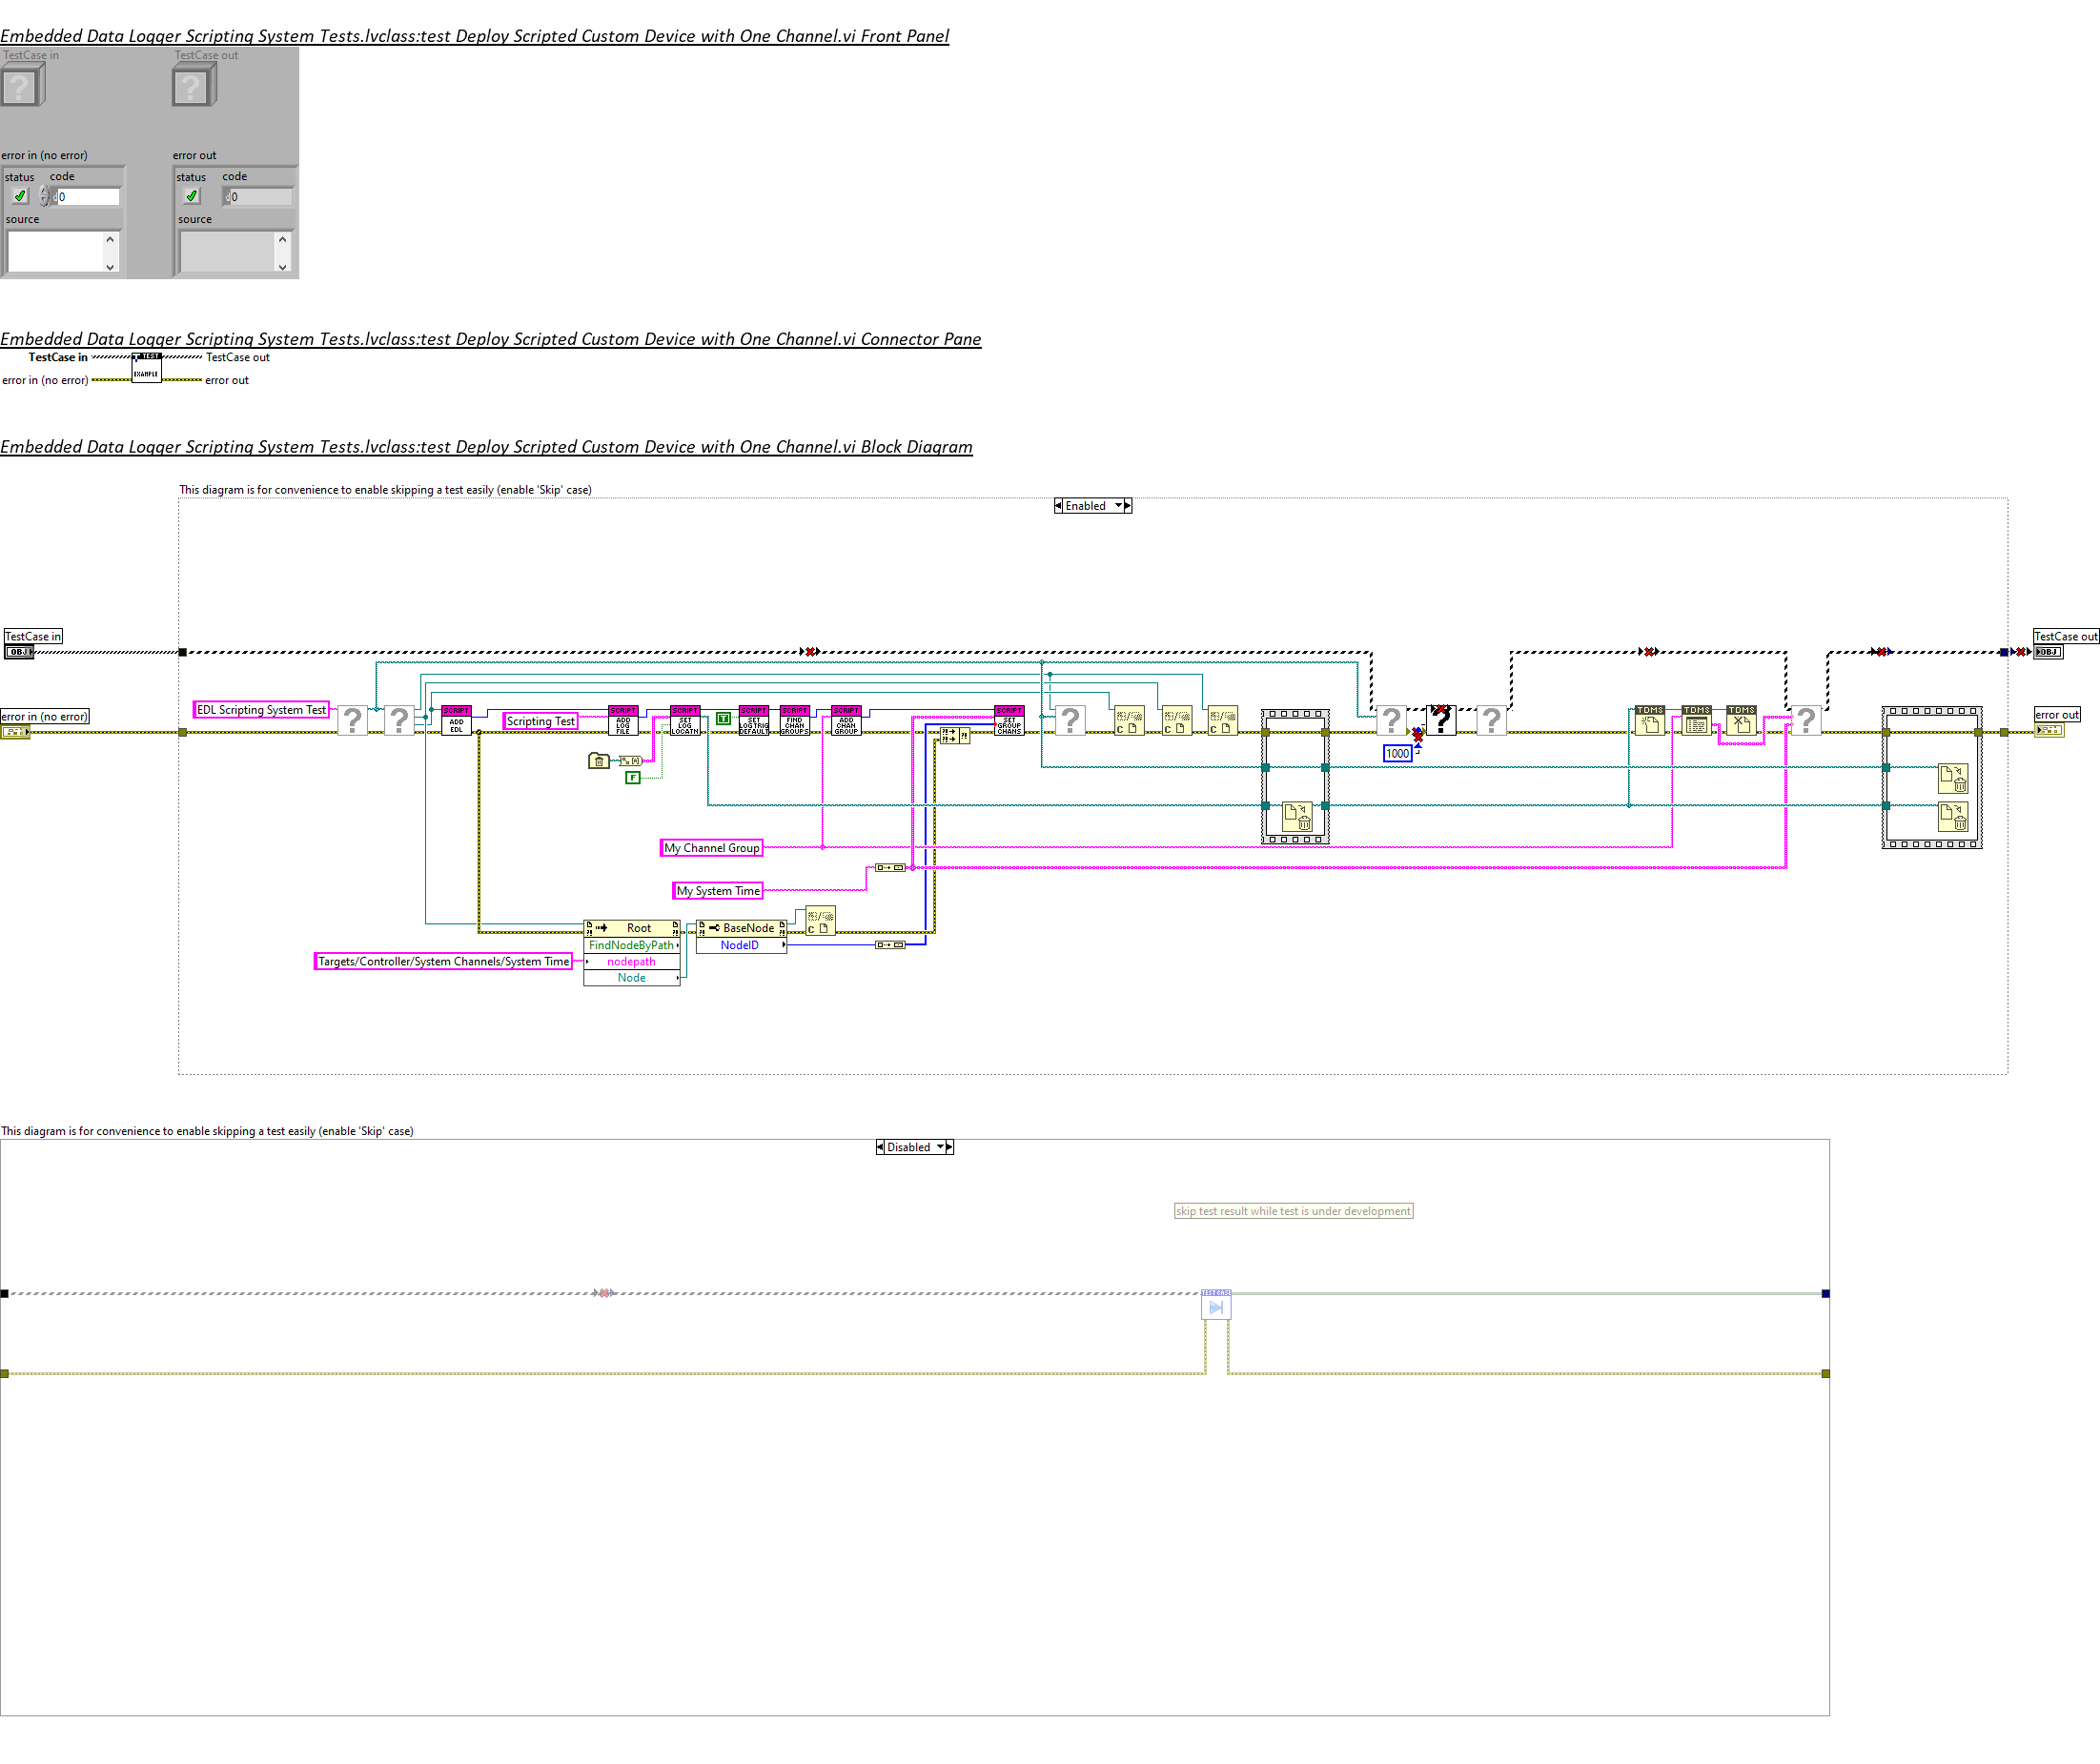 Embedded Data Logger Scripting System Tests.lvclass:test Deploy Scripted Custom Device with One Channel.vi Front Panel
TestCase in
TestCase out
error in (no error)
error out
status
code
status
code
0
0
source
source
Embedded Data Logger Scripting System Tests.lvclass:test Deploy Scripted Custom Device with One Channel.vi Connector Pane
TestCase in
TEST
EXAMPLE
TestCase out
error in (no error)
error out
Embedded Data Logger Scripting System Tests.lvclass:test Deploy Scripted Custom Device with One Channel.vi Block Diagram
This diagram is for convenience to enable skipping a test easily (enable 'Skip' case)
Enabled
TestCase in
OBJ
TestCase out
OBJ
error in (no error)
error out
EDL Scripting System Test
SCRIPT
ADD
EDL
Scripting Test
SCRIPT
ADD
LOG
FILE
SCRIPT
SET
LOG
LOCATN
T
SCRIPT
SET
LOG TRIG
DEFAULT
SCRIPT
FIND
CHAN
GROUPS
SCRIPT
ADD
CHAN
GROUP
SCRIPT
SET
GROUP
CHANS
F
1000
TDMS
TDMS
TDMS
My Channel Group
My System Time
Root
FindNodeByPath
nodepath
Node
BaseNode
NodeID
Targets/Controller/System Channels/System Time
This diagram is for convenience to enable skipping a test easily (enable 'Skip' case)
Disabled
skip test result while test is under development
TESTCASE